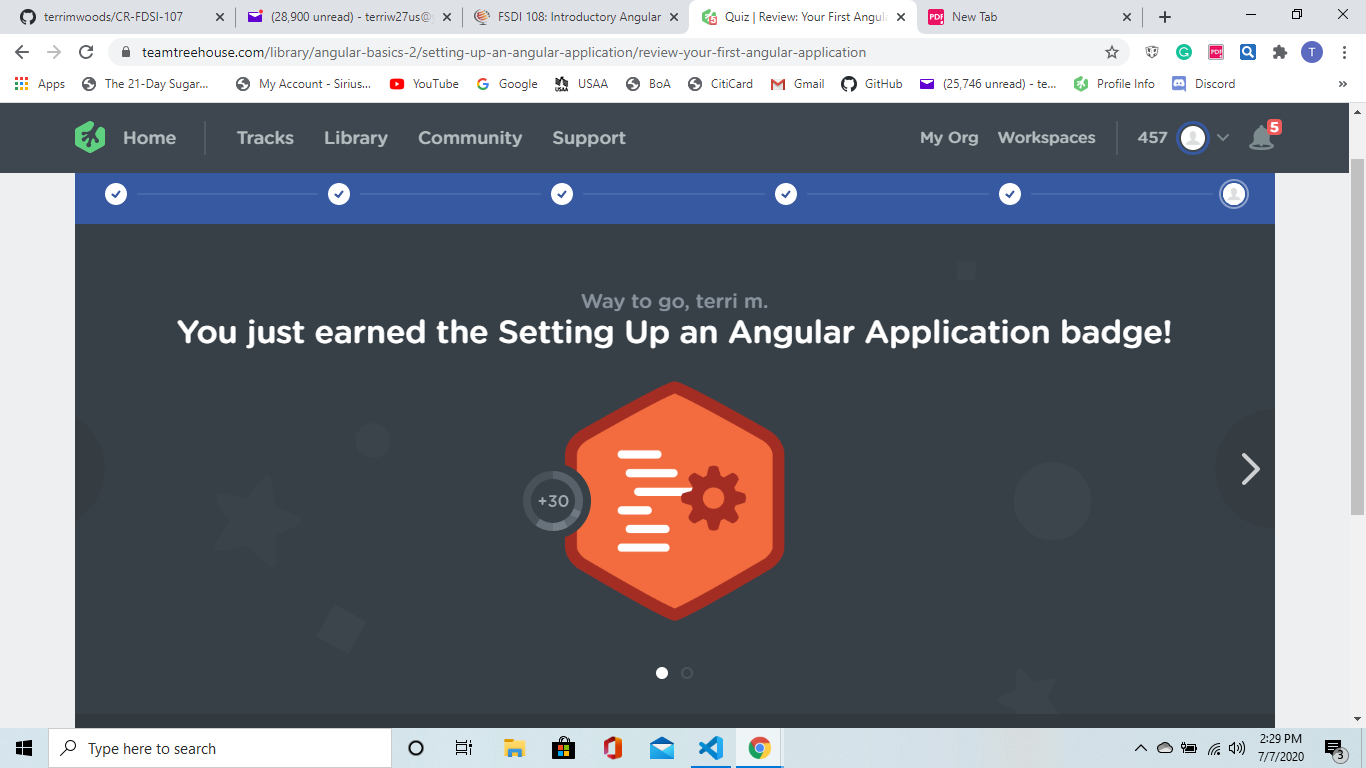 terrimwoods/CR-FDSI-107
(28,900 unread) - terriw27us@
FSDI 108: Introductory Angular
Quiz | Review: Your First Angula
PDF
New Tab
teamtreehouse.com/library/angular-basics-2/setting-up-an-angular-application/review-your-first-angular-application
PDF
T
Apps
The 21-Day Sugar...
My Account - Sirius...
YouTube
Google
USAA
USAA
BoA
CitiCard
Gmail
GitHub
(25,746 unread) - te...
Profile Info
Discord
»
Home
Tracks
Library
Community
Support
My Org
Workspaces
457
5
Way to go, terri m.
You just earned the Setting Up an Angular Application badge!
+30
Type here to search
2:29 PM
7/7/2020
3